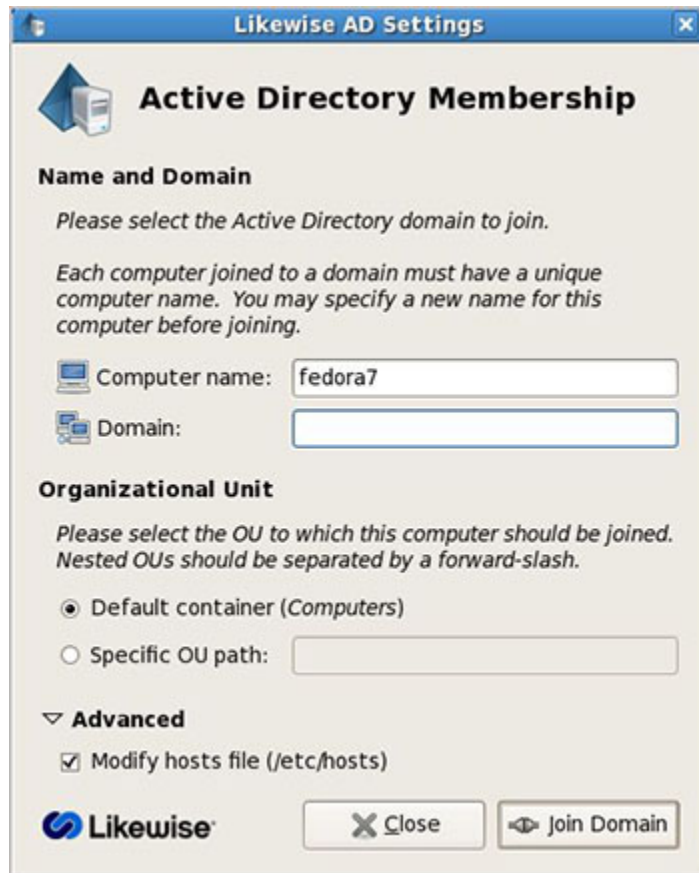 Likewise AD Settings
Active Directory Membership
Name and Domain
Please select the Active Directory domain to join.
Each computer joined to a domain must have a unique
computer name.  You may specify a new name for this
computer before joining.
Computer name: fedora7
Domain:
Organizational Unit
Please select the OU to which this computer should be joined.
Nested OUs should be separated by a forward-slash.
Default container (Computers)
Specific OU path:
Advanced
Modify hosts file (/etc/hosts)
Likewise Close Join Domain